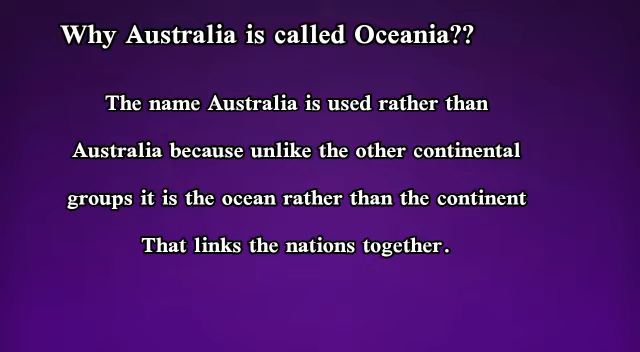 Why Australia is called Oceania??
The name Australia is used rather than
Australia because unlike the other continental
groups it is the ocean rather than the continent
That links the nations together.